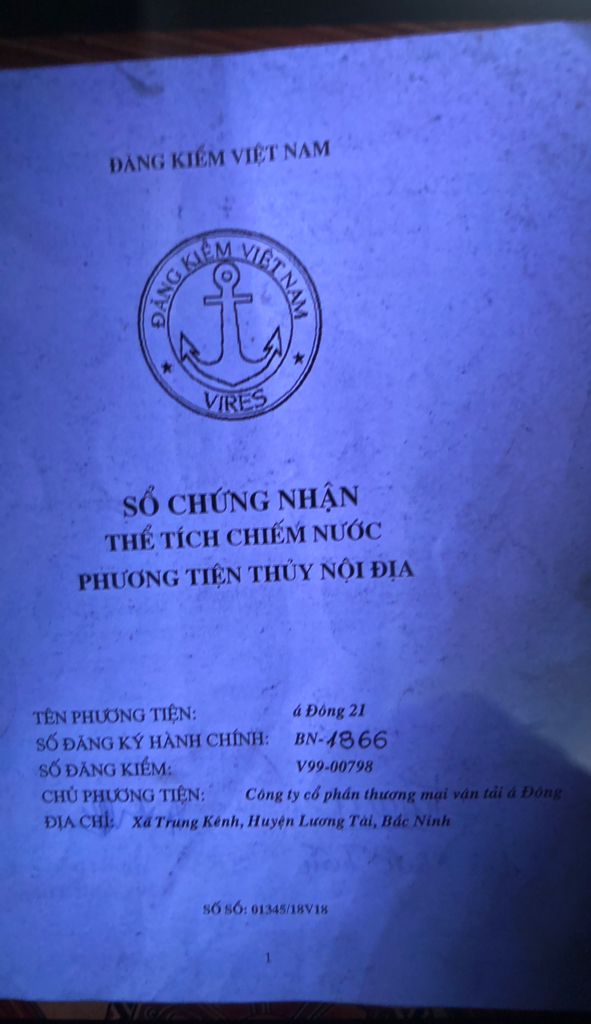 ĐĂNG KIỂM VIỆT NAM
ĐĂNG KIỂM VIỆT NAM
VIRES
SỔ CHỨNG NHẬN
THỂ TÍCH CHIẾM NƯỚC
PHƯƠNG TIỆN THỦY NỘI ĐỊA
TÊN PHƯƠNG TIỆN: á Đông 21
SỐ ĐĂNG KÝ HÀNH CHÍNH: BN-1866
SỐ ĐĂNG KIỂM: V99-00798
CHỦ PHƯƠNG TIỆN: Công ty cổ phần thương mại vận tải á Đông
ĐỊA CHỈ: Xã Trung Kênh, Huyện Lương Tài, Bắc Ninh
SỐ SỔ: 01345/18V18
1